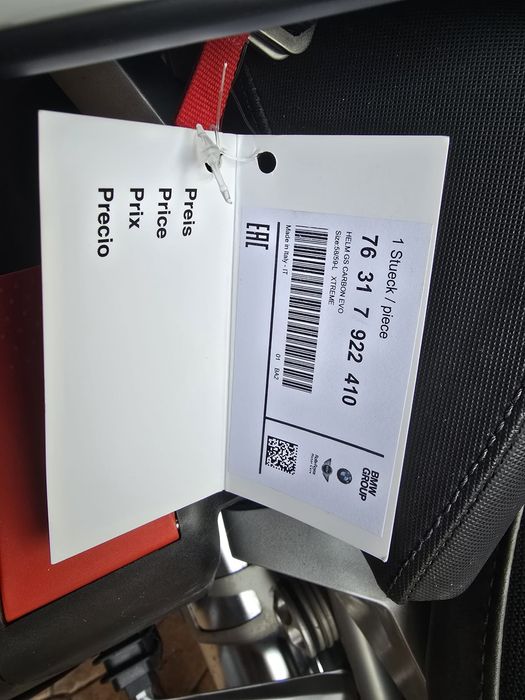 Preis
Price
Prix
Precio
1 Stueck / piece
76 31 7 922 410
HELM GS CARBON EVO
Size:58/59-L XTREME
01 BA2
Made in Italy - IT
EAC
BMW
GROUP